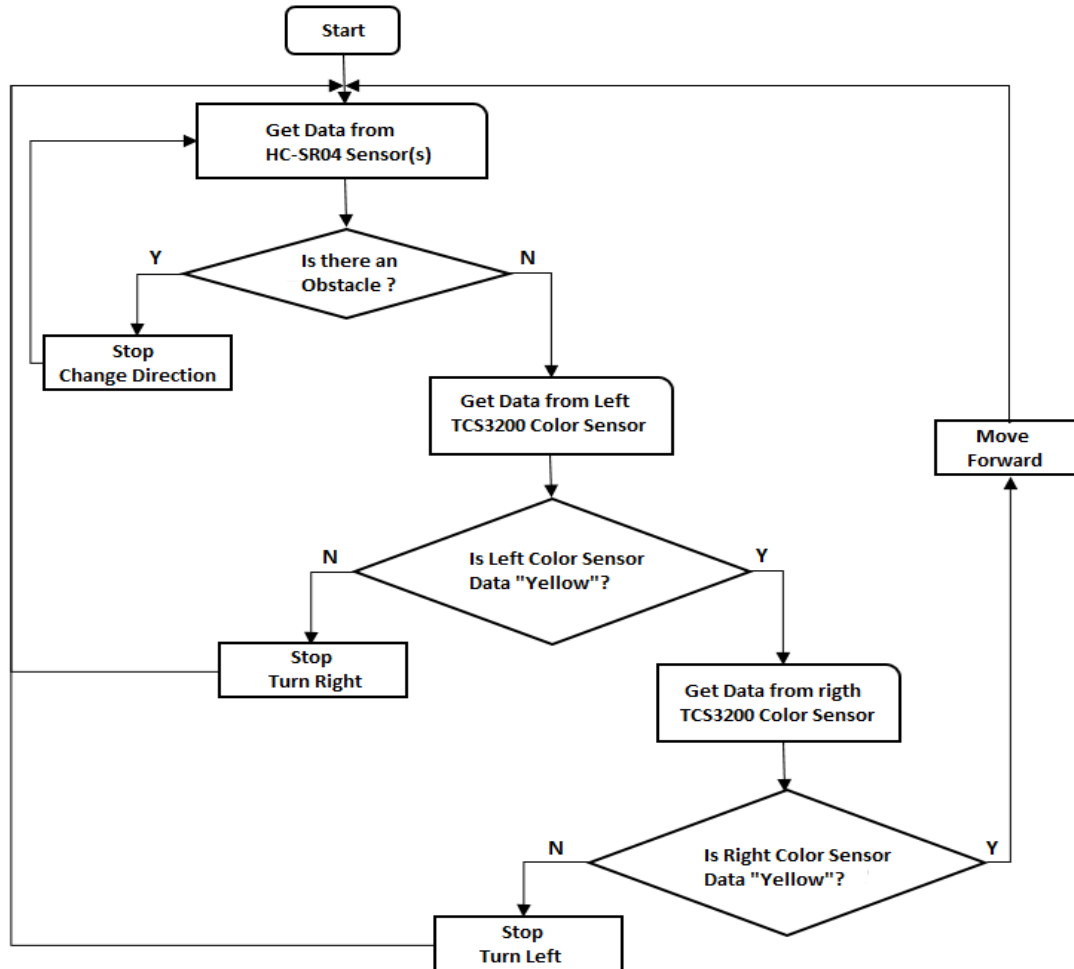 Start
Get Data from
HC-SR04 Sensor(s)
Y
Is there an
Obstacle ?
N
Stop
Change Direction
Get Data from Left
TCS3200 Color Sensor
Move
Forward
N
Is Left Color Sensor
Data "Yellow"?
Y
Stop
Turn Right
Get Data from rigth
TCS3200 Color Sensor
N
Is Right Color Sensor
Data "Yellow"?
Y
Stop
Turn Left